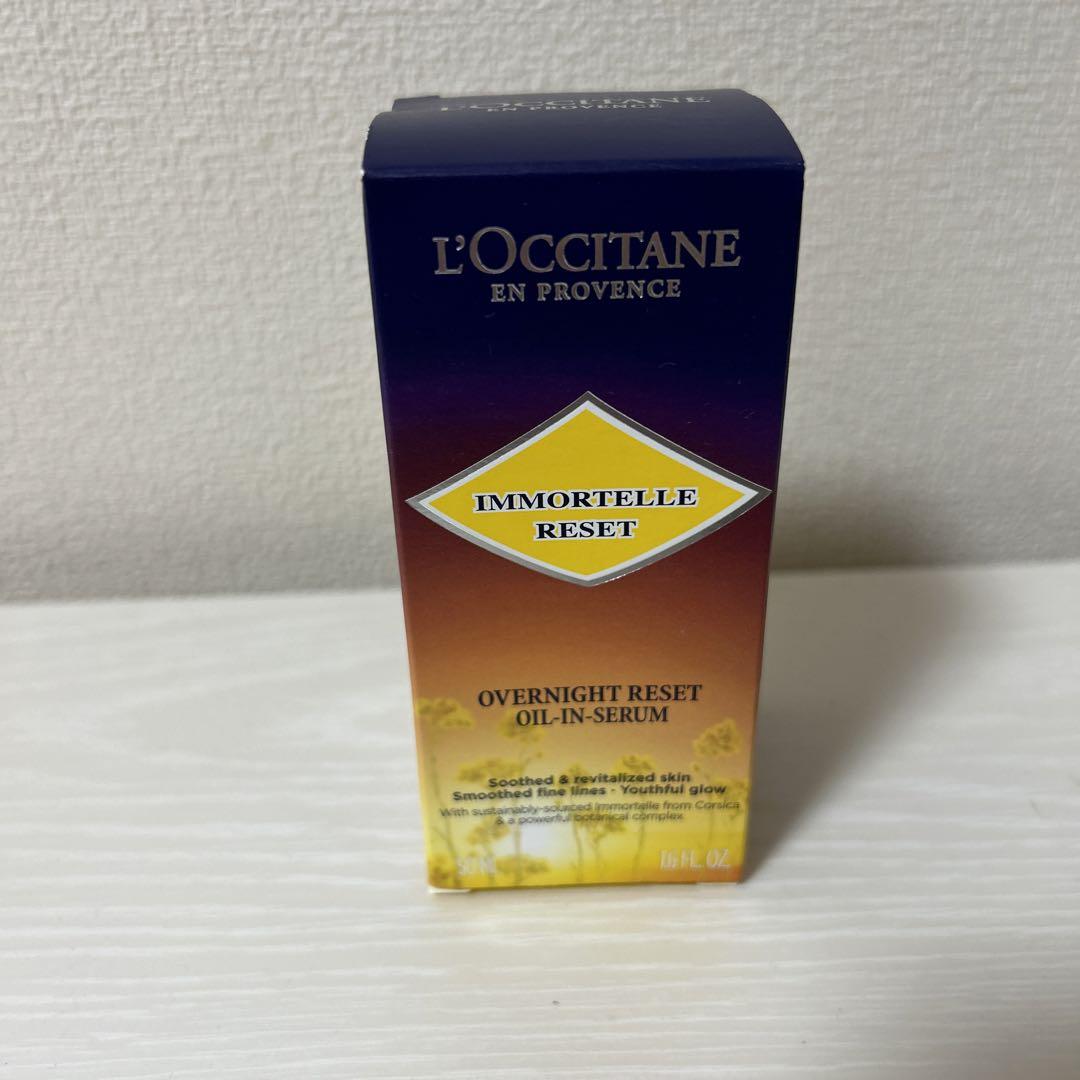 L'OCCITANE
EN PROVENCE
L'OCCITANE
EN PROVENCE
IMMORTELLE
RESET
OVERNIGHT RESET
OIL-IN-SERUM
Soothed & revitalized skin
Smoothed fine lines · Youthful glow
With sustainably-sourced Immortelle from Corsica
& a powerful botanical complex
50 ML 1.6 FL. OZ.